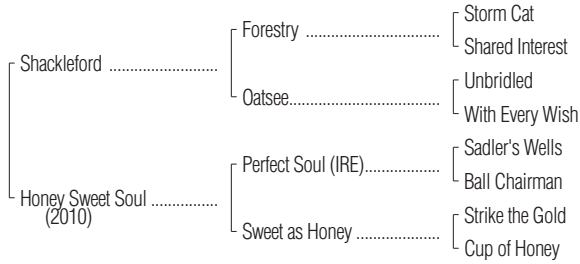 Storm Cat
Forestry ....................................
Shared Interest
Shackleford .............................
Unbridled
Oatsee.........................................
With Every Wish
Sadler's Wells
Perfect Soul (IRE)....................
Ball Chairman
Honey Sweet Soul ..................
(2010)
Strike the Gold
Sweet as Honey ......................
Cup of Honey